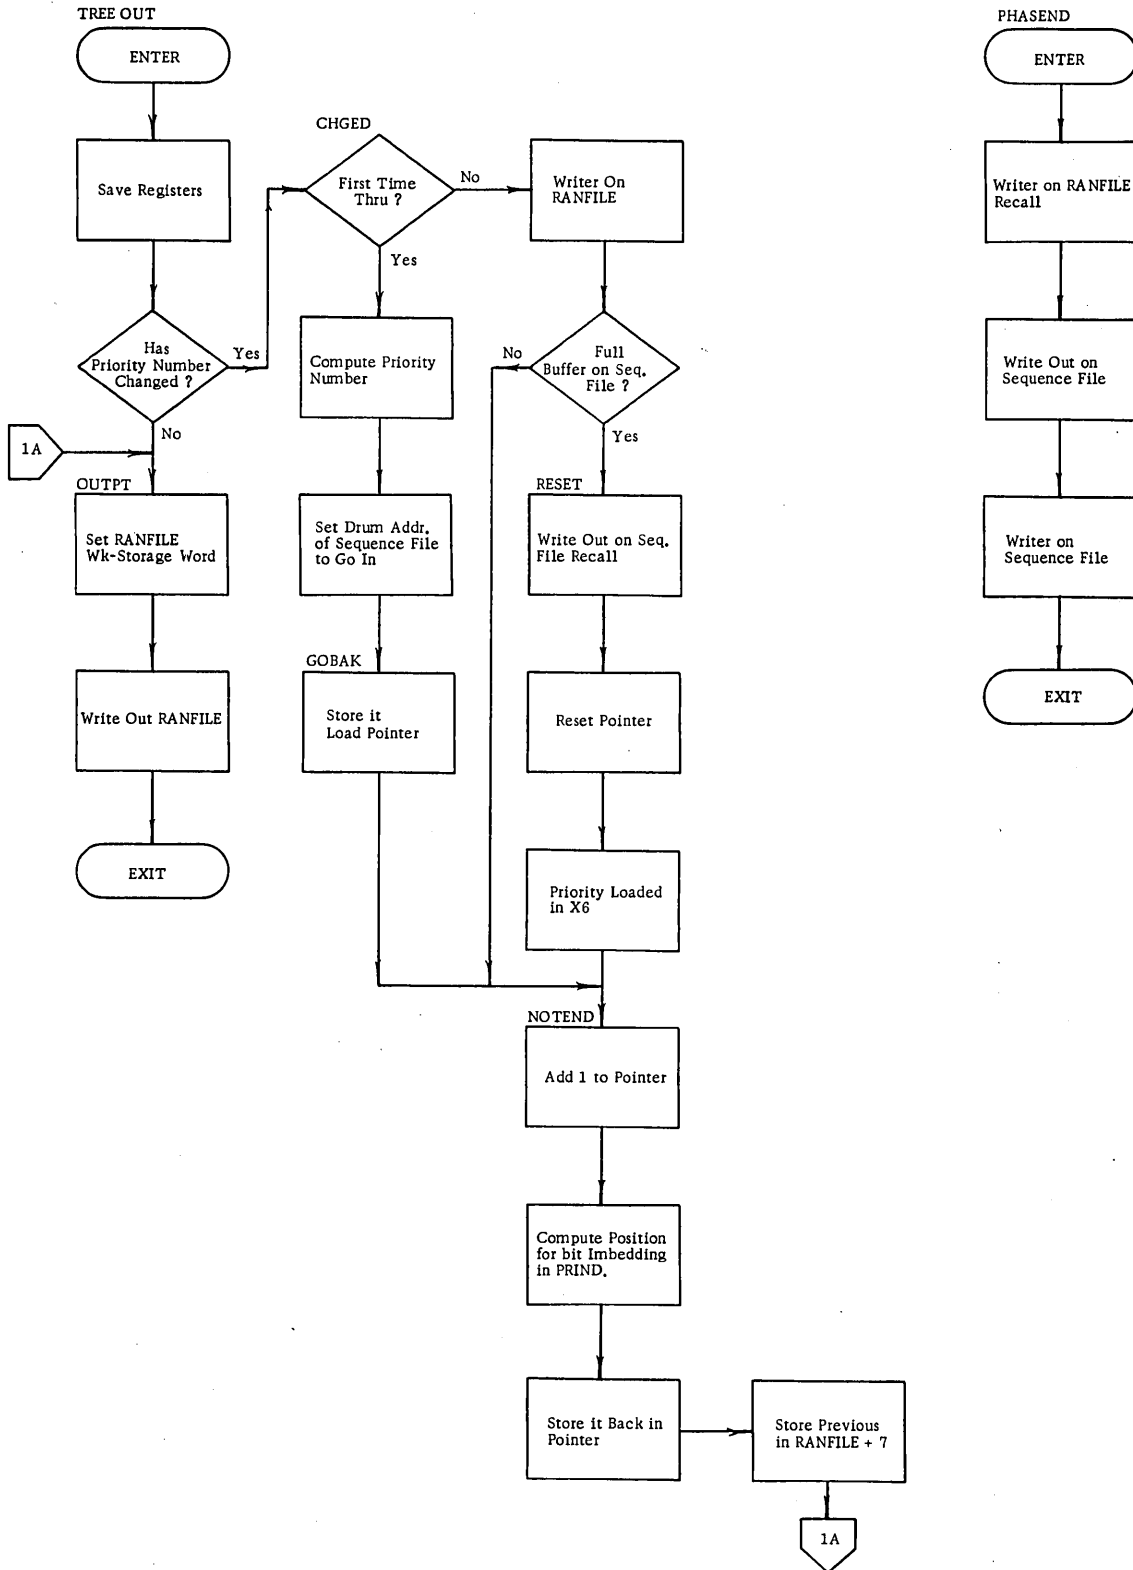 TREE OUT
ENTER
Save Registers
Has
Priority Number
Changed ?
Yes
No
1A
OUTPT
Set RANFILE
Wk-Storage Word
Write Out RANFILE
EXIT
CHGED
First Time
Thru ?
No
Yes
Compute Priority
Number
Set Drum Addr.
of Sequence File
to Go In
GOBAK
Store it
Load Pointer
Writer On
RANFILE
Full
Buffer on Seq.
File ?
No
Yes
RESET
Write Out on Seq.
File Recall
Reset Pointer
Priority Loaded
in X6
NOTEND
Add 1 to Pointer
Compute Position
for bit Imbedding
in PRIND.
Store it Back in
Pointer
Store Previous
in RANFILE + 7
1A
PHASEND
ENTER
Writer on RANFILE
Recall
Write Out on
Sequence File
Writer on
Sequence File
EXIT